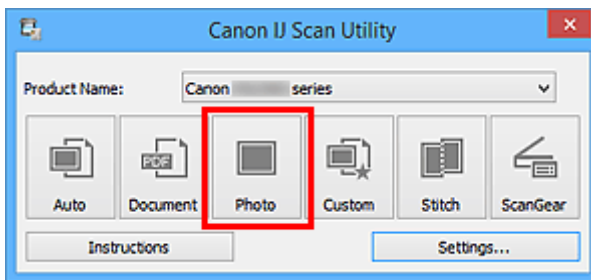 Canon IJ Scan Utility
Product Name: Canon series
PDF
Auto Document Photo Custom Stitch ScanGear
Instructions Settings...